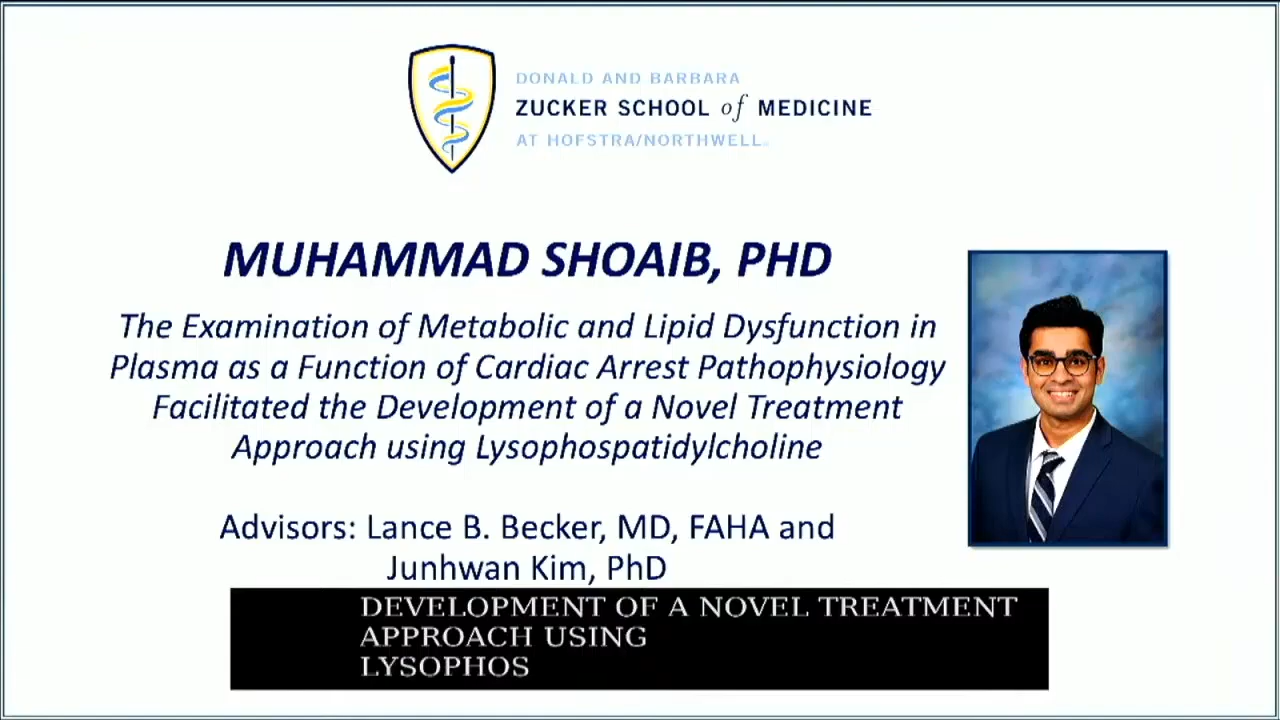 DONALD AND BARBARA
ZUCKER SCHOOL of MEDICINE
AT HOFSTRA/NORTHWELL
MUHAMMAD SHOAIB, PHD
The Examination of Metabolic and Lipid Dysfunction in
Plasma as a Function of Cardiac Arrest Pathophysiology
Facilitated the Development of a Novel Treatment
Approach using Lysophospatidylcholine
Advisors: Lance B. Becker, MD, FAHA and
Junhwan Kim, PhD
DEVELOPMENT OF A NOVEL TREATMENT
APPROACH USING
LYSOPHOS